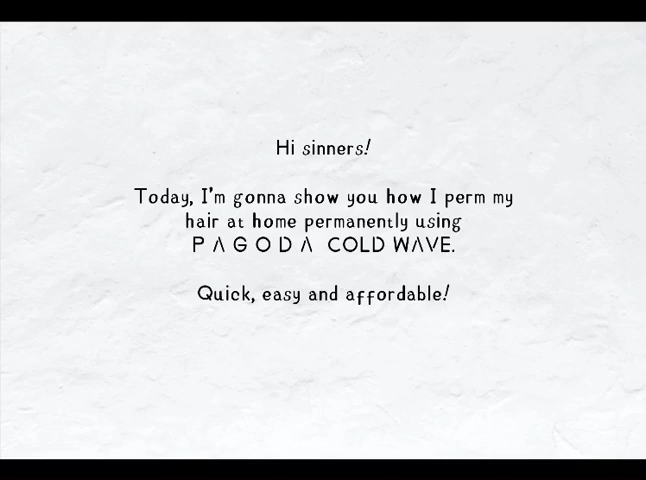 Hi sinners!
Today, I'm gonna show you how I perm my
hair at home permanently using
PAGODA COLD WAVE.
Quick, easy and affordable!